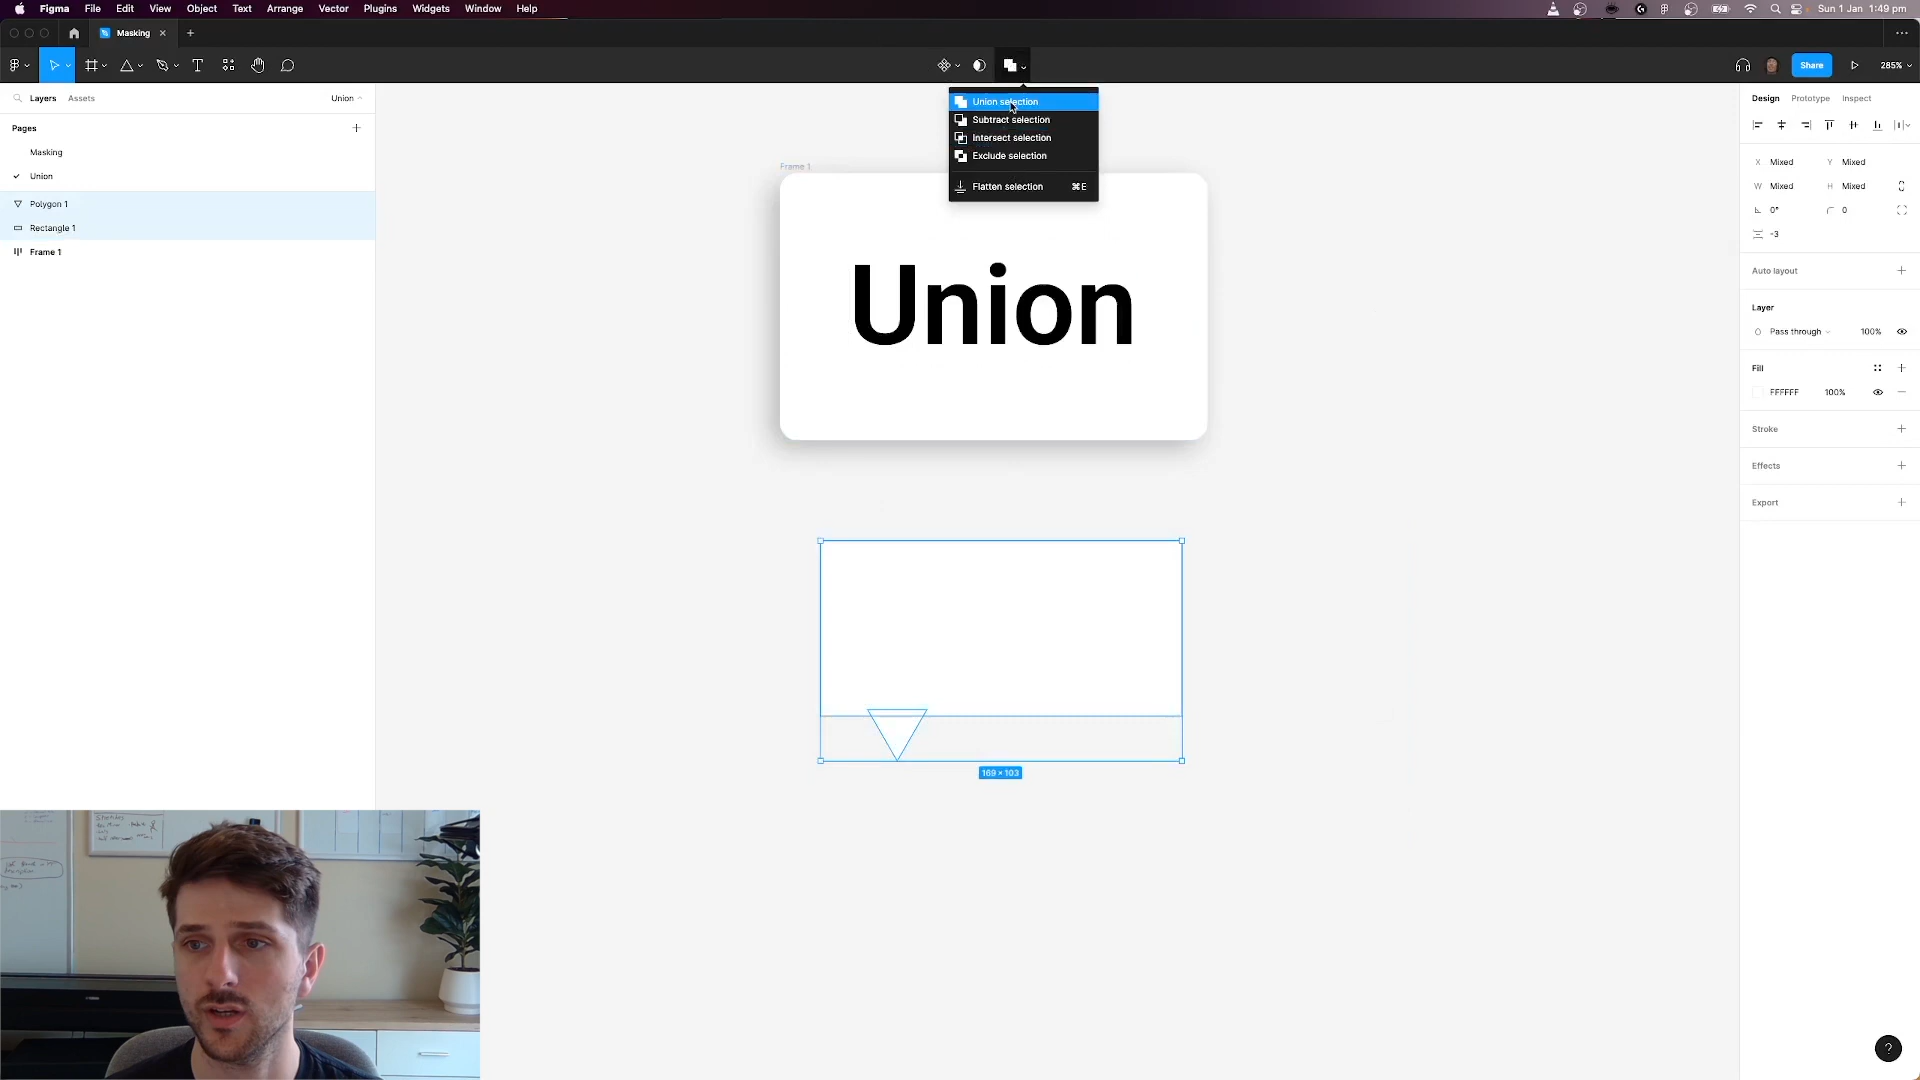 Figma File Edit View Object Text Arrange Vector Plugins Widgets Window Help
Sun 1 Jan 1:49 pm
Masking
Share
285%
Layers Assets
Union
Pages
Masking
Union
Polygon 1
Rectangle 1
Frame 1
Union selection
Subtract selection
Intersect selection
Exclude selection
Flatten selection ⌘E
Frame 1
Union
169 × 103
Design Prototype Inspect
X Mixed Y Mixed
W Mixed H Mixed
0° 0
-3
Auto layout
Layer
Pass through 100%
Fill
FFFFFF 100%
Stroke
Effects
Export
?